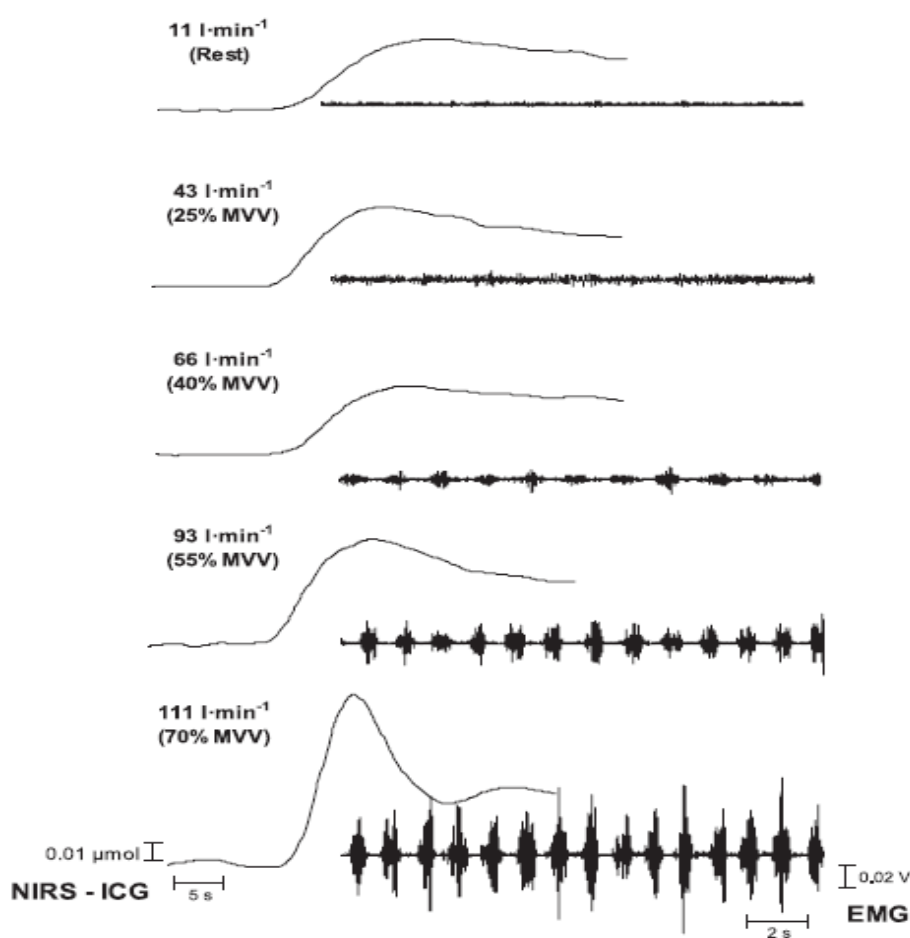 11 l·min⁻¹
(Rest)
43 l·min⁻¹
(25% MVV)
66 l·min⁻¹
(40% MVV)
93 l·min⁻¹
(55% MVV)
111 l·min⁻¹
(70% MVV)
0.01 µmol
5 s
NIRS - ICG
0.02 V
EMG
2 s